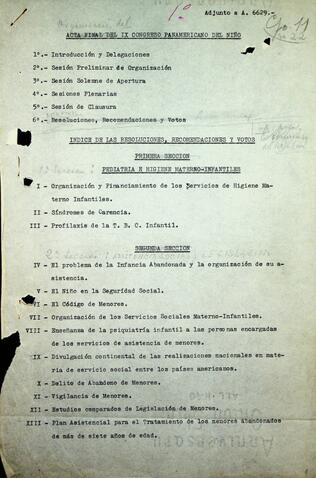 Organización del
1º
Adjunto a A. 6629.-
ACTA FINAL DEL IX CONGRESO PANAMERICANO DEL NIÑO
1º.- Introducción y Delegaciones
2º.- Sesión Preliminar de Organización
3º.- Sesión Solemne de Apertura
4º.- Sesiones Plenarias
5º.- Sesión de Clausura
6º.- Resoluciones, Recomendaciones y Votos
INDICE DE LAS RESOLUCIONES, RECOMENDACIONES Y VOTOS
PRIMERA SECCION
PEDIATRIA E HIGIENE MATERNO-INFANTILES
I - Organización y Financiamiento de los Servicios de Higiene Ma
terno Infantiles.
II - Síndromes de Carencia.
III - Profilaxis de la T. B. C. Infantil.
SEGUNDA SECCION
IV - El problema de la Infancia Abandonada y la organización de su a
sistencia.
V - El Niño en la Seguridad Social.
VI - El Código de Menores.
VII - Organización de los Servicios Sociales Materno-Infantiles.
VIII - Enseñanza de la psiquiatría infantil a las personas encargadas
de los servicios de asistencia de menores.
IX - Divulgación continental de las realizaciones nacionales en mate-
ria de servicio social entre los países americanos.
X - Delito de Abandono de Menores.
XI - Vigilancia de Menores.
XII - Estudios comparados de Legislación de Menores.
XIII - Plan Asistencial para el Tratamiento de los menores abandonados
de más de siete años de edad.